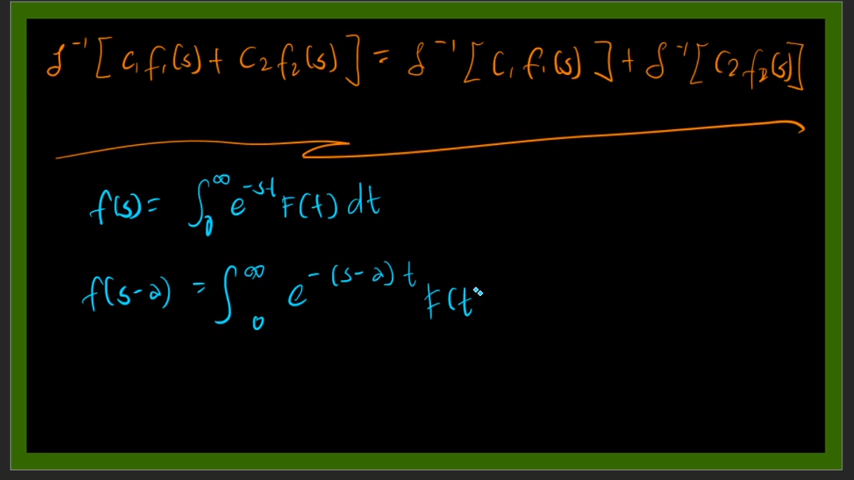 ℒ⁻¹[c₁f₁(s) + c₂f₂(s)] = ℒ⁻¹[c₁f₁(s)] + ℒ⁻¹[c₂f₂(s)]
f(s) = ∫₀^∞ e^(-st) F(t) dt
f(s-a) = ∫₀^∞ e^(-(s-a)t) F(t